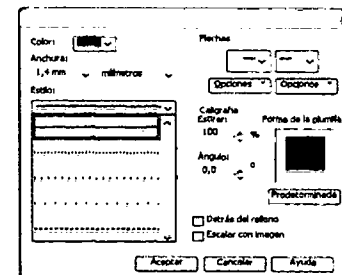 Color:
Anchura:
1,4 mm milímetros
Estilo:
Flechas
Opciones Opciones
Caligrafía
Estirar: Forma de la plumilla
100 %
Ángulo:
0,0 °
Predeterminada
Detrás del relleno
Escalar con imagen
Aceptar Cancelar Ayuda